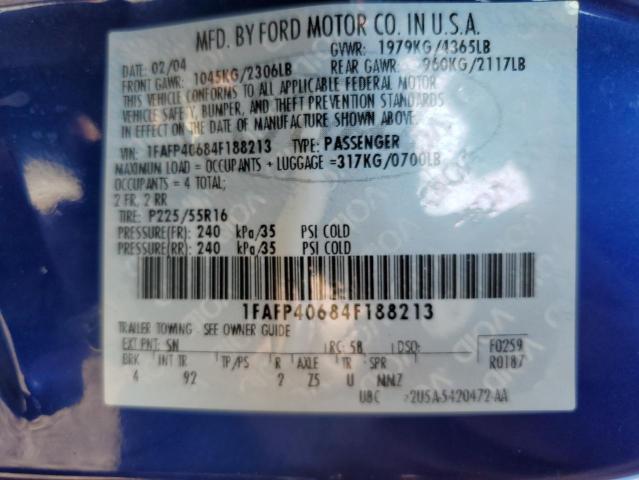 MFD. BY FORD MOTOR CO. IN U.S.A.
DATE: 02/04 GVWR: 1979KG/4365LB
FRONT GAWR: 1045KG/2306LB REAR GAWR: 960KG/2117LB
THIS VEHICLE CONFORMS TO ALL APPLICABLE FEDERAL MOTOR
VEHICLE SAFETY, BUMPER, AND THEFT PREVENTION STANDARDS
IN EFFECT ON THE DATE OF MANUFACTURE SHOWN ABOVE.
VIN: 1FAFP40684F188213 TYPE: PASSENGER
MAXIMUM LOAD = OCCUPANTS + LUGGAGE = 317KG/0700LB
OCCUPANTS = 4 TOTAL;
2 FR, 2 RR
TIRE: P225/55R16
PRESSURE(FR): 240 kPa/35 PSI COLD
PRESSURE(RR): 240 kPa/35 PSI COLD
1FAFP40684F188213
TRAILER TOWING - SEE OWNER GUIDE
EXT PNT: SN RC: 58 DSO: F0259
BRK INT TR TP/PS R AXLE TR SPR R0187
4 92 2 Z5 U MMZ
UBC